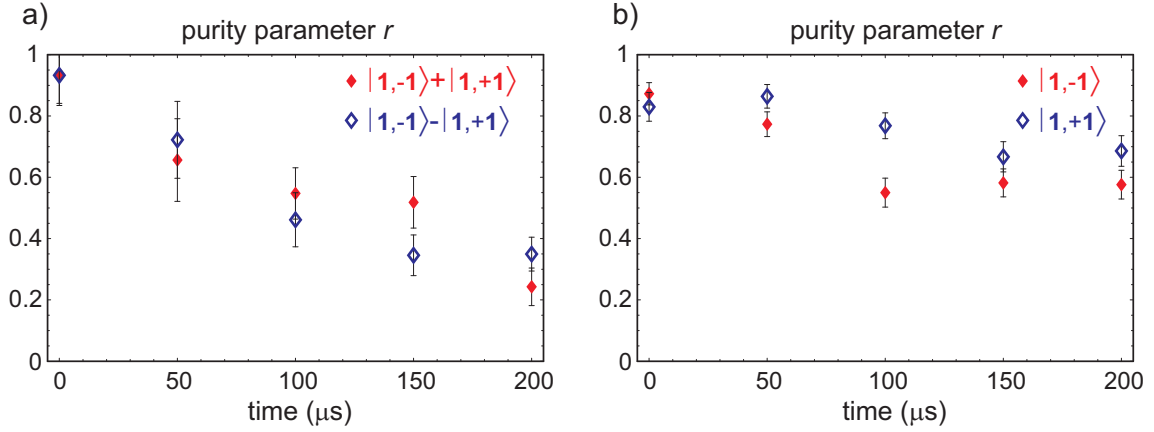 a)
purity parameter r
1
0.8
0.6
0.4
0.2
0
0 50 100 150 200
time (μs)
|1,-1⟩+|1,+1⟩
|1,-1⟩-|1,+1⟩
b)
purity parameter r
1
0.8
0.6
0.4
0.2
0
0 50 100 150 200
time (μs)
|1,-1⟩
|1,+1⟩